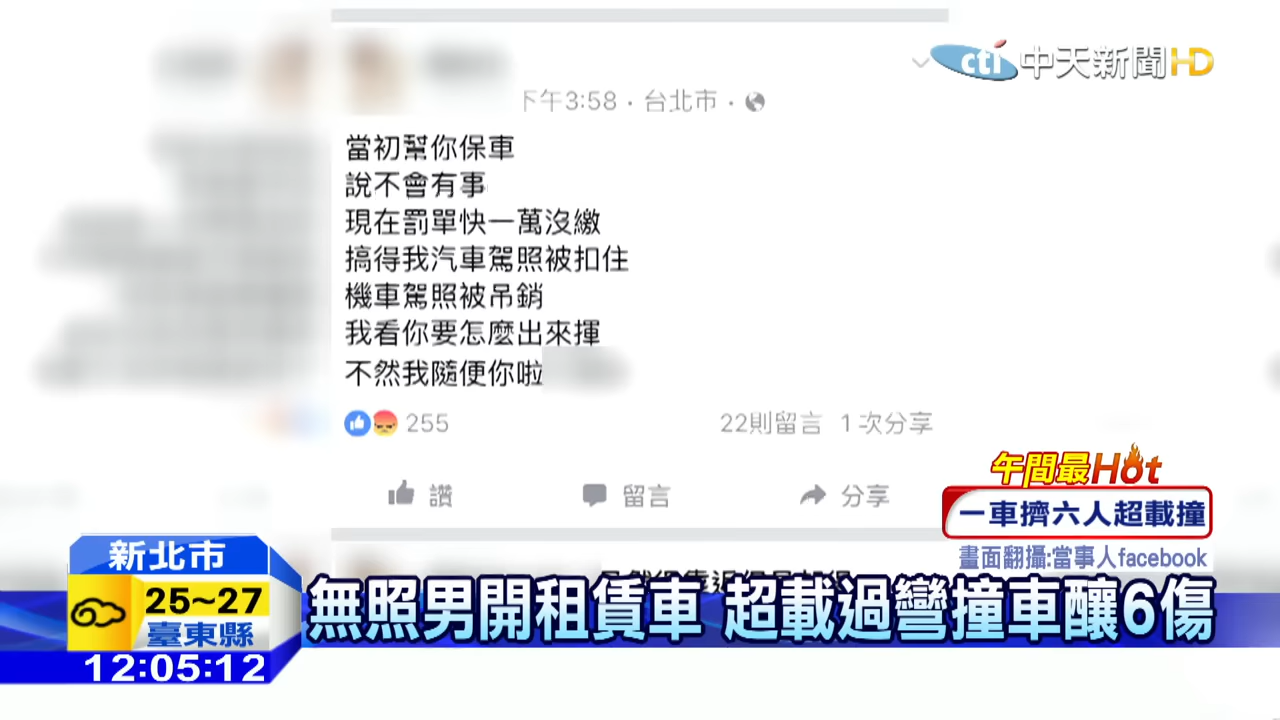 cti 中天新聞HD
下午3:58 · 台北市 ·
當初幫你保車
說不會有事
現在罰單快一萬沒繳
搞得我汽車駕照被扣住
機車駕照被吊銷
我看你要怎麼出來揮
不然我隨便你啦
255
22則留言 1次分享
讚 留言 分享
午間最Hot
一車擠六人超載撞
畫面翻攝:當事人facebook
新北市
25~27
臺東縣
12:05:12
無照男開租賃車 超載過彎撞車釀6傷